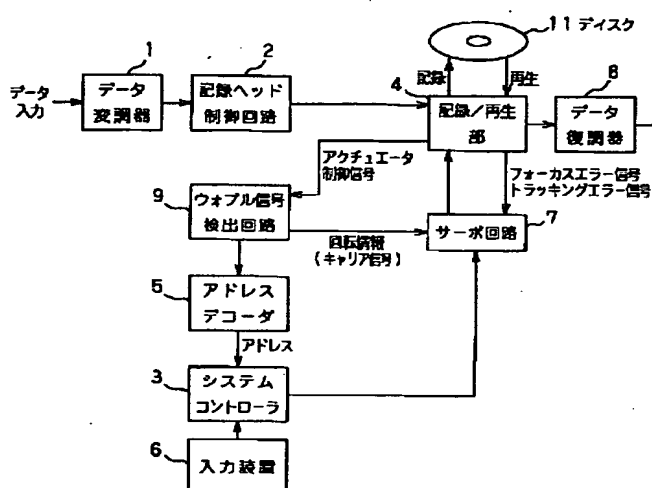 11 ディスク
1
2
記録
再生
4
8
データ
入力
データ
変調器
記録ヘッド
制御回路
記録/再生
部
データ
復調器
アクチュエータ
制御信号
フォーカスエラー信号
トラッキングエラー信号
9
ウォブル信号
検出回路
7
サーボ回路
回転情報
(キャリア信号)
5
アドレス
デコーダ
アドレス
3
システム
コントローラ
6
入力装置